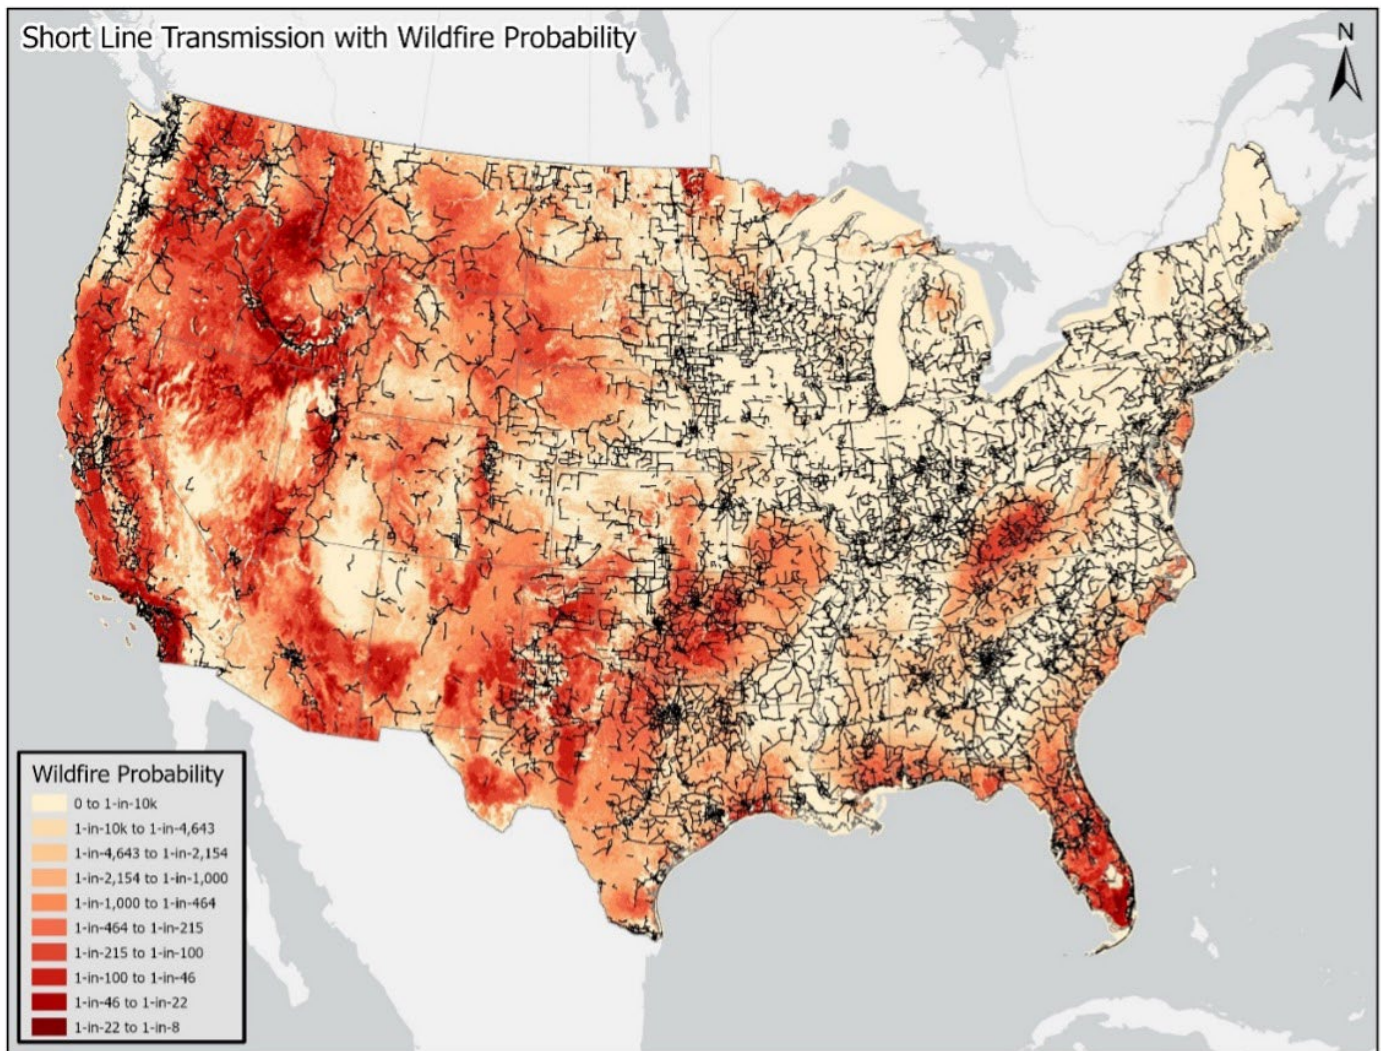 Short Line Transmission with Wildfire Probability
N
Wildfire Probability
0 to 1-in-10k
1-in-10k to 1-in-4,643
1-in-4,643 to 1-in-2,154
1-in-2,154 to 1-in-1,000
1-in-1,000 to 1-in-464
1-in-464 to 1-in-215
1-in-215 to 1-in-100
1-in-100 to 1-in-46
1-in-46 to 1-in-22
1-in-22 to 1-in-8